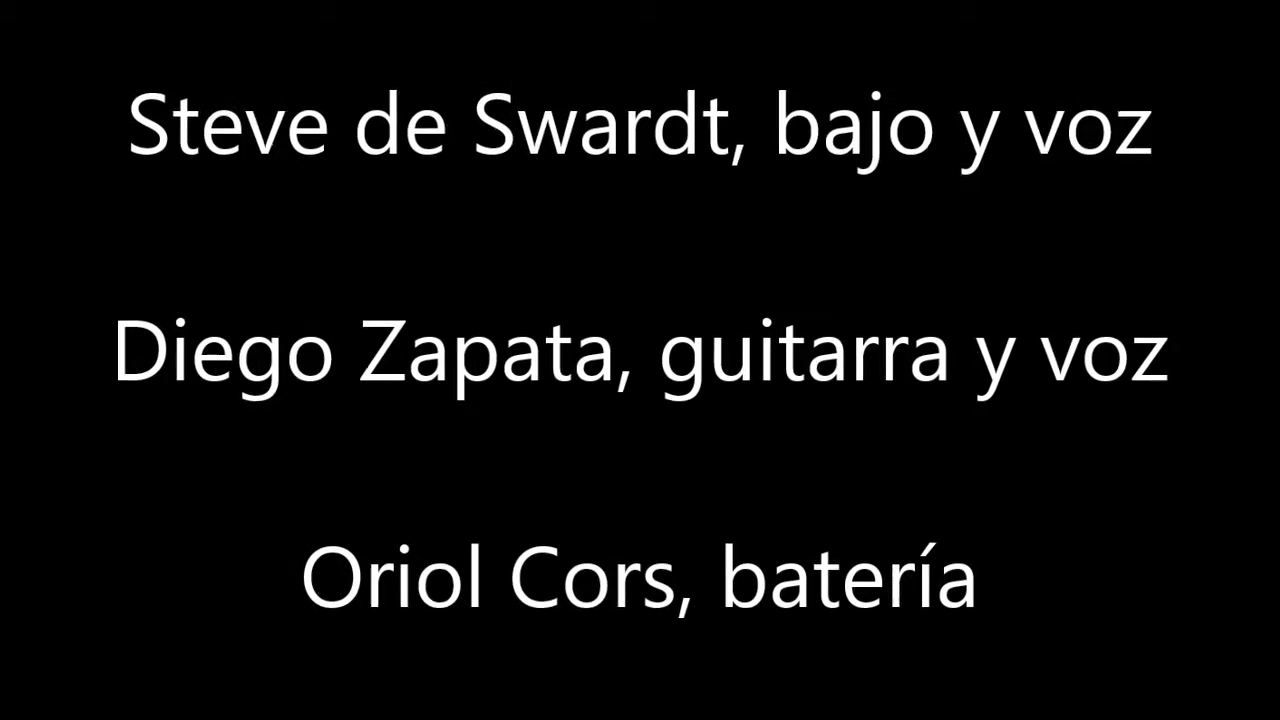 Steve de Swardt, bajo y voz
Diego Zapata, guitarra y voz
Oriol Cors, batería